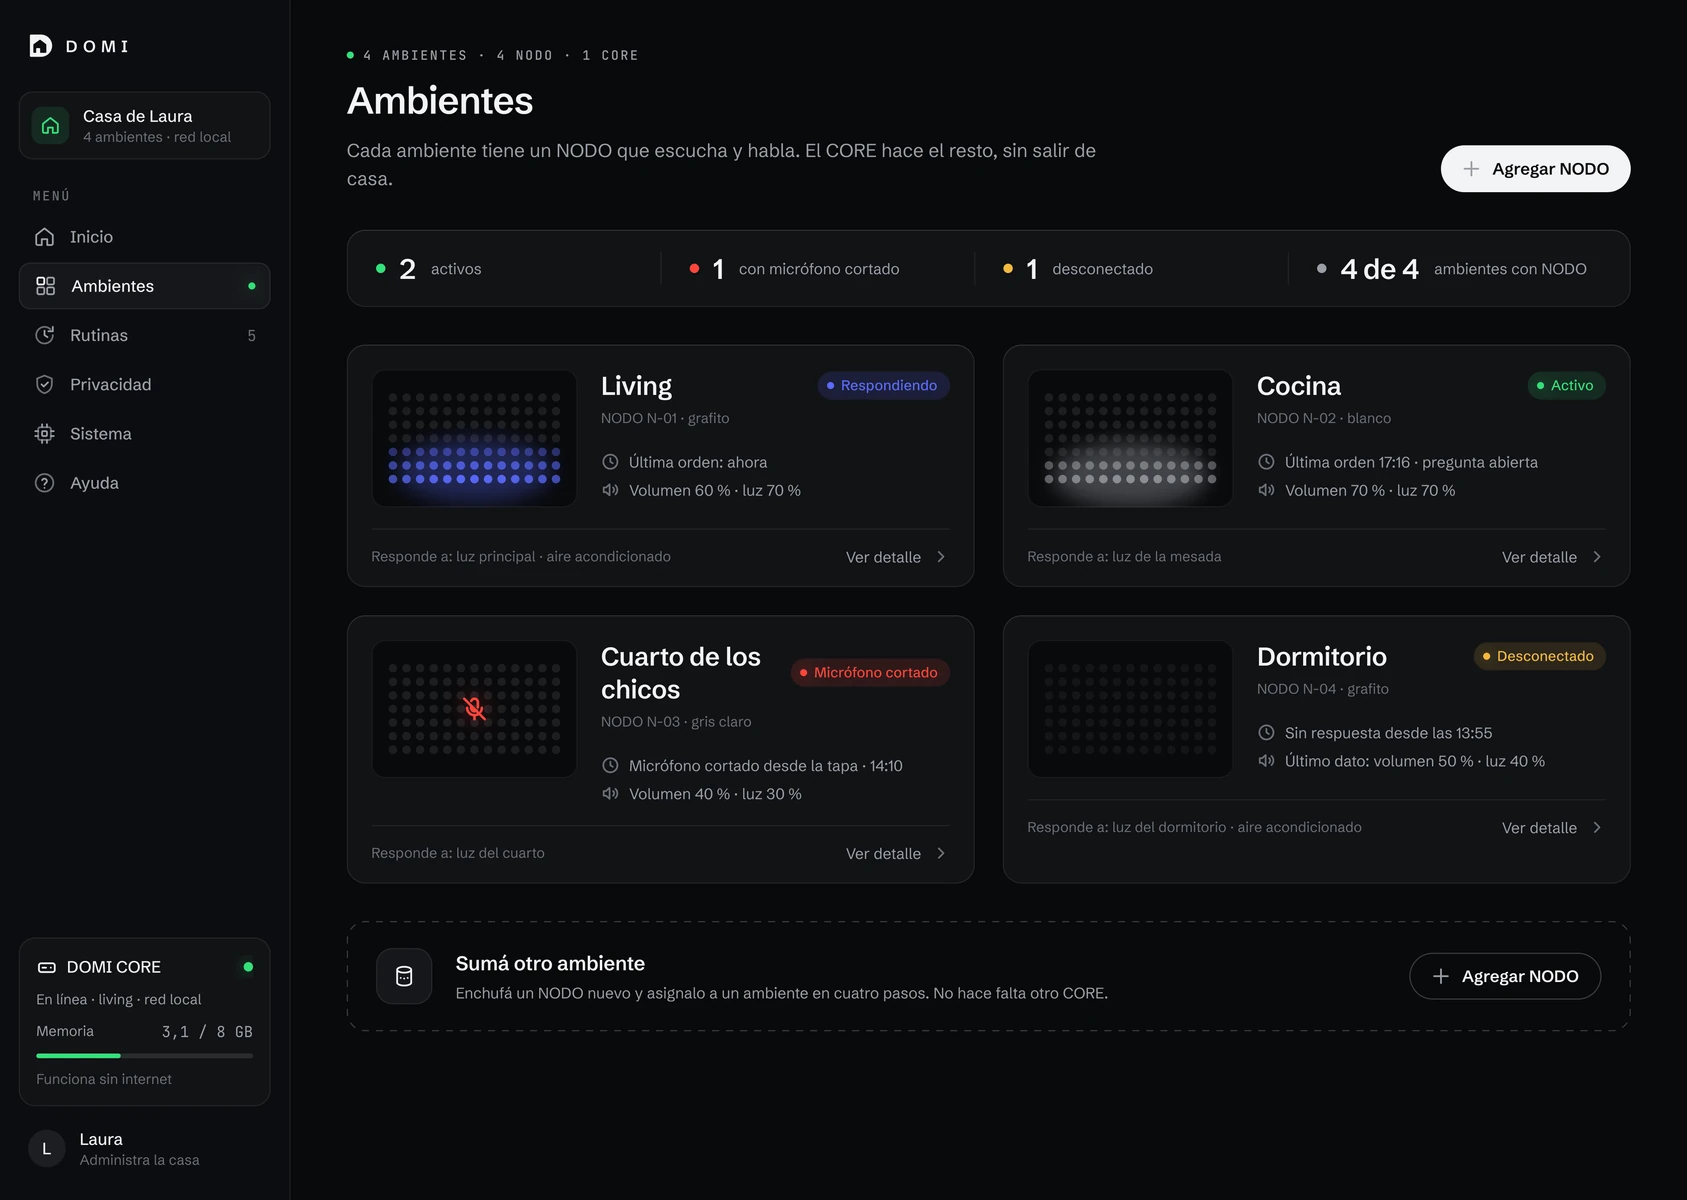 DOMI
Casa de Laura
4 ambientes · red local
MENÚ
Inicio
Ambientes
Rutinas 5
Privacidad
Sistema
Ayuda
DOMI CORE
En línea · living · red local
Memoria 3,1 / 8 GB
Funciona sin internet
L
Laura
Administra la casa
4 AMBIENTES · 4 NODO · 1 CORE
Ambientes
Cada ambiente tiene un NODO que escucha y habla. El CORE hace el resto, sin salir de
casa.
Agregar NODO
2 activos
1 con micrófono cortado
1 desconectado
4 de 4 ambientes con NODO
Living
Respondiendo
NODO N-01 · grafito
Última orden: ahora
Volumen 60 % · luz 70 %
Responde a: luz principal · aire acondicionado
Ver detalle
Cocina
Activo
NODO N-02 · blanco
Última orden 17:16 · pregunta abierta
Volumen 70 % · luz 70 %
Responde a: luz de la mesada
Ver detalle
Cuarto de los
chicos
Micrófono cortado
NODO N-03 · gris claro
Micrófono cortado desde la tapa · 14:10
Volumen 40 % · luz 30 %
Responde a: luz del cuarto
Ver detalle
Dormitorio
Desconectado
NODO N-04 · grafito
Sin respuesta desde las 13:55
Último dato: volumen 50 % · luz 40 %
Responde a: luz del dormitorio · aire acondicionado
Ver detalle
Sumá otro ambiente
Enchufá un NODO nuevo y asignalo a un ambiente en cuatro pasos. No hace falta otro CORE.
Agregar NODO